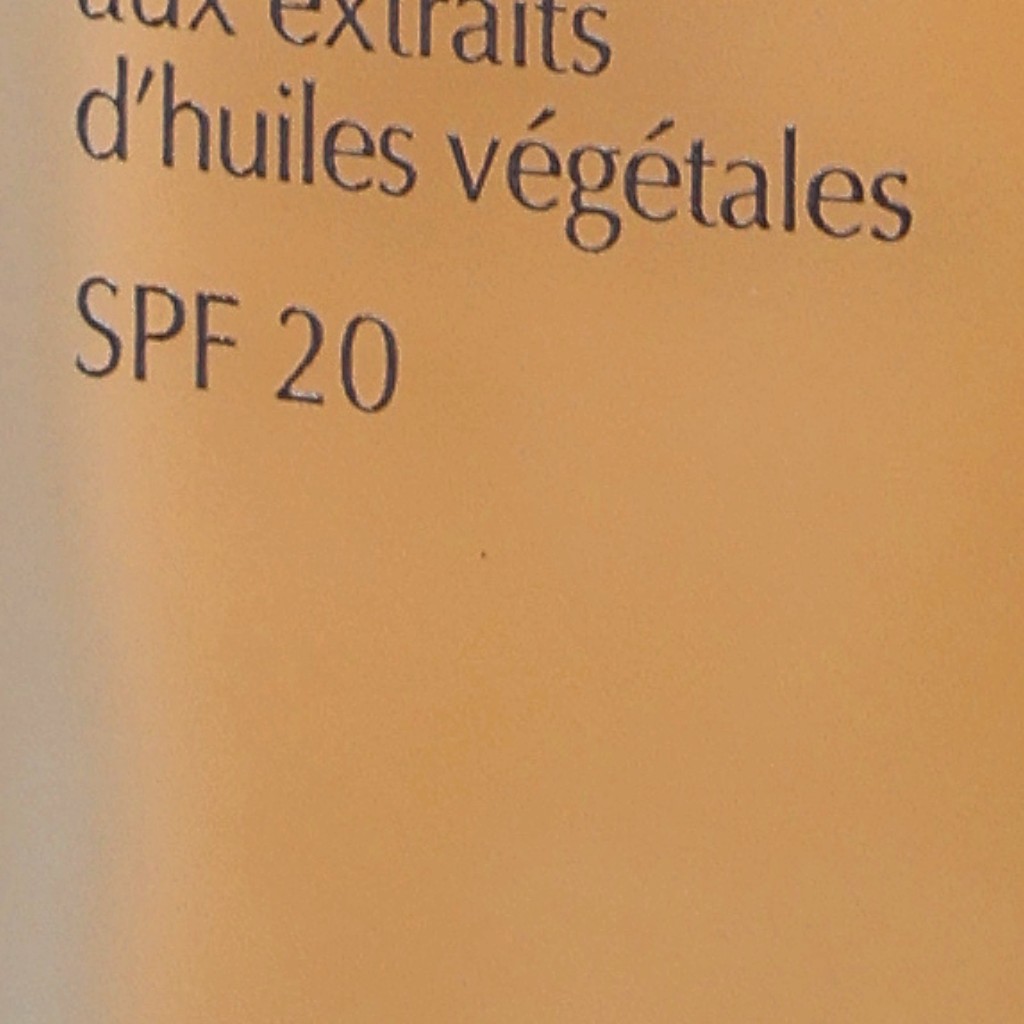 aux extraits
d'huiles végétales
SPF 20